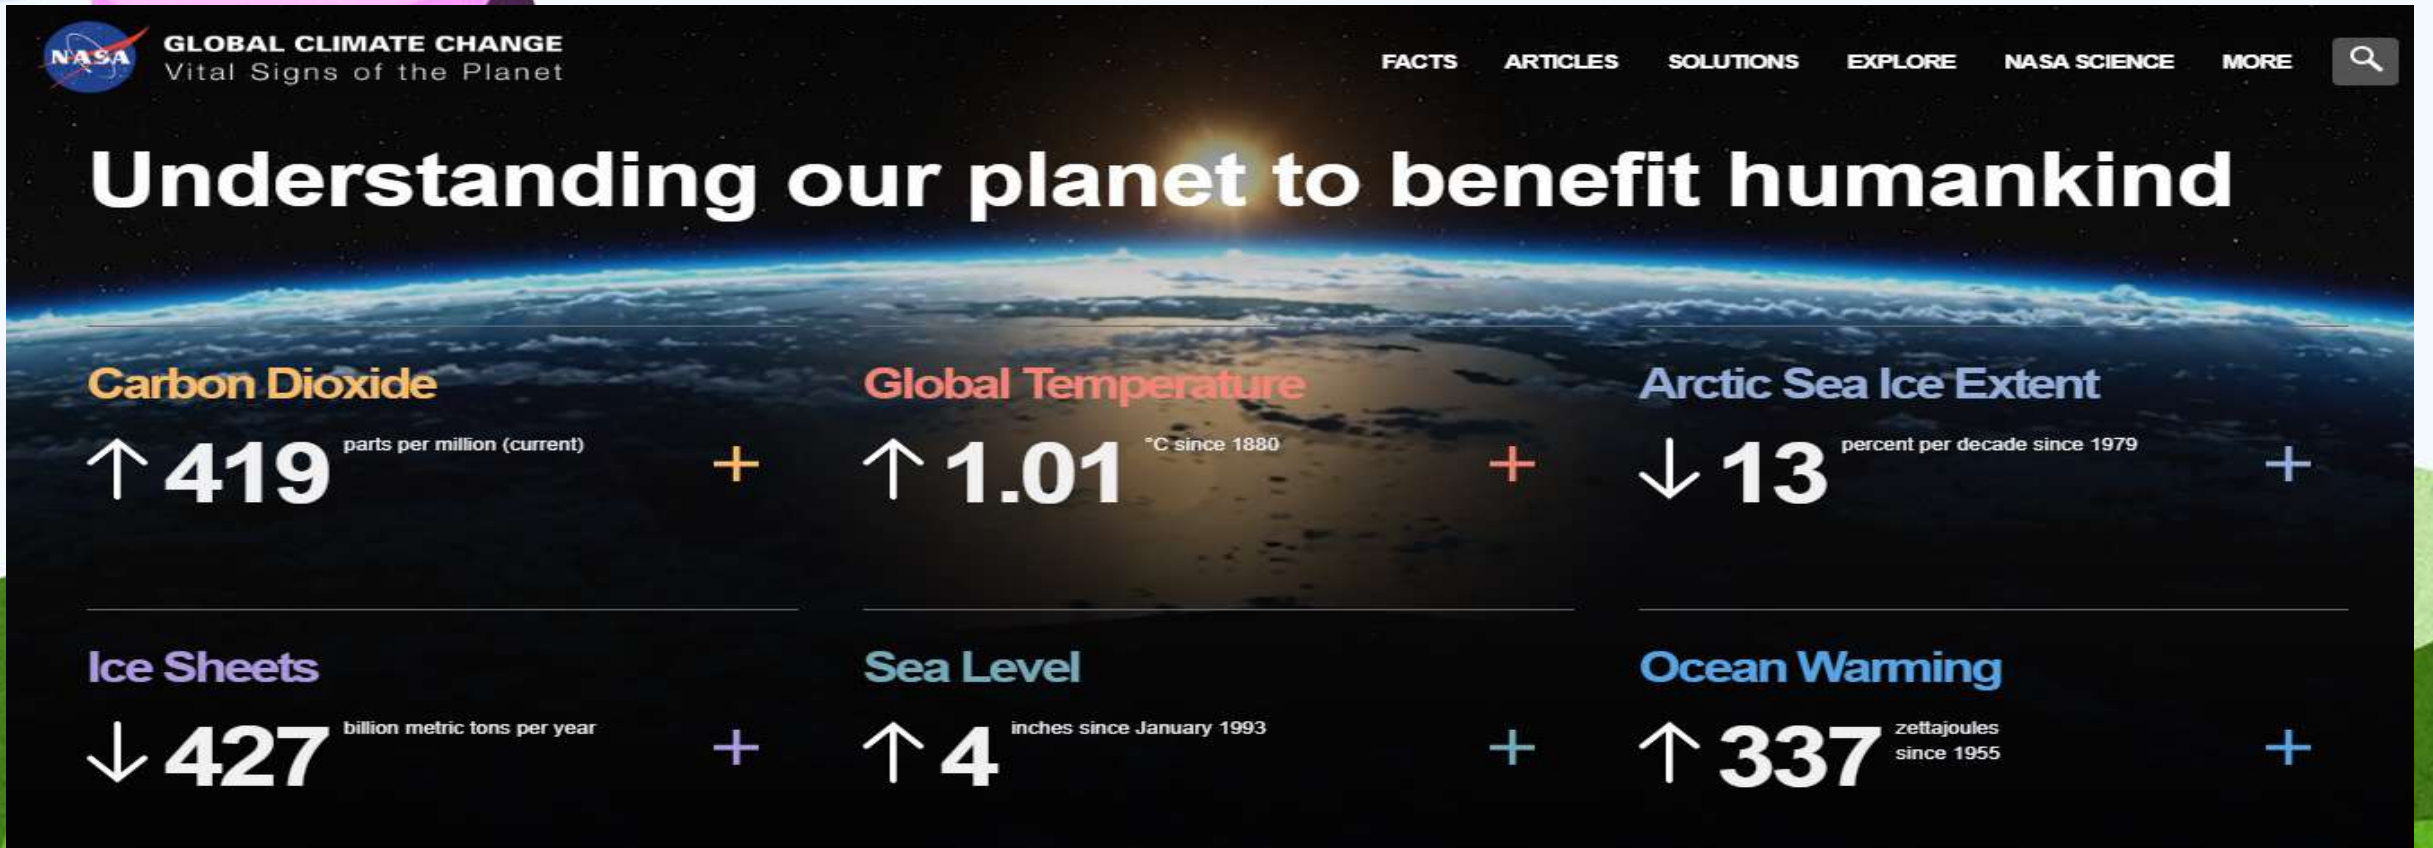 NASA
GLOBAL CLIMATE CHANGE
Vital Signs of the Planet
FACTS ARTICLES SOLUTIONS EXPLORE NASA SCIENCE MORE
Understanding our planet to benefit humankind
Carbon Dioxide
↑ 419 parts per million (current) +
Global Temperature
↑ 1.01 °C since 1880 +
Arctic Sea Ice Extent
↓ 13 percent per decade since 1979 +
Ice Sheets
↓ 427 billion metric tons per year +
Sea Level
↑ 4 inches since January 1993 +
Ocean Warming
↑ 337 zettajoules
since 1955 +